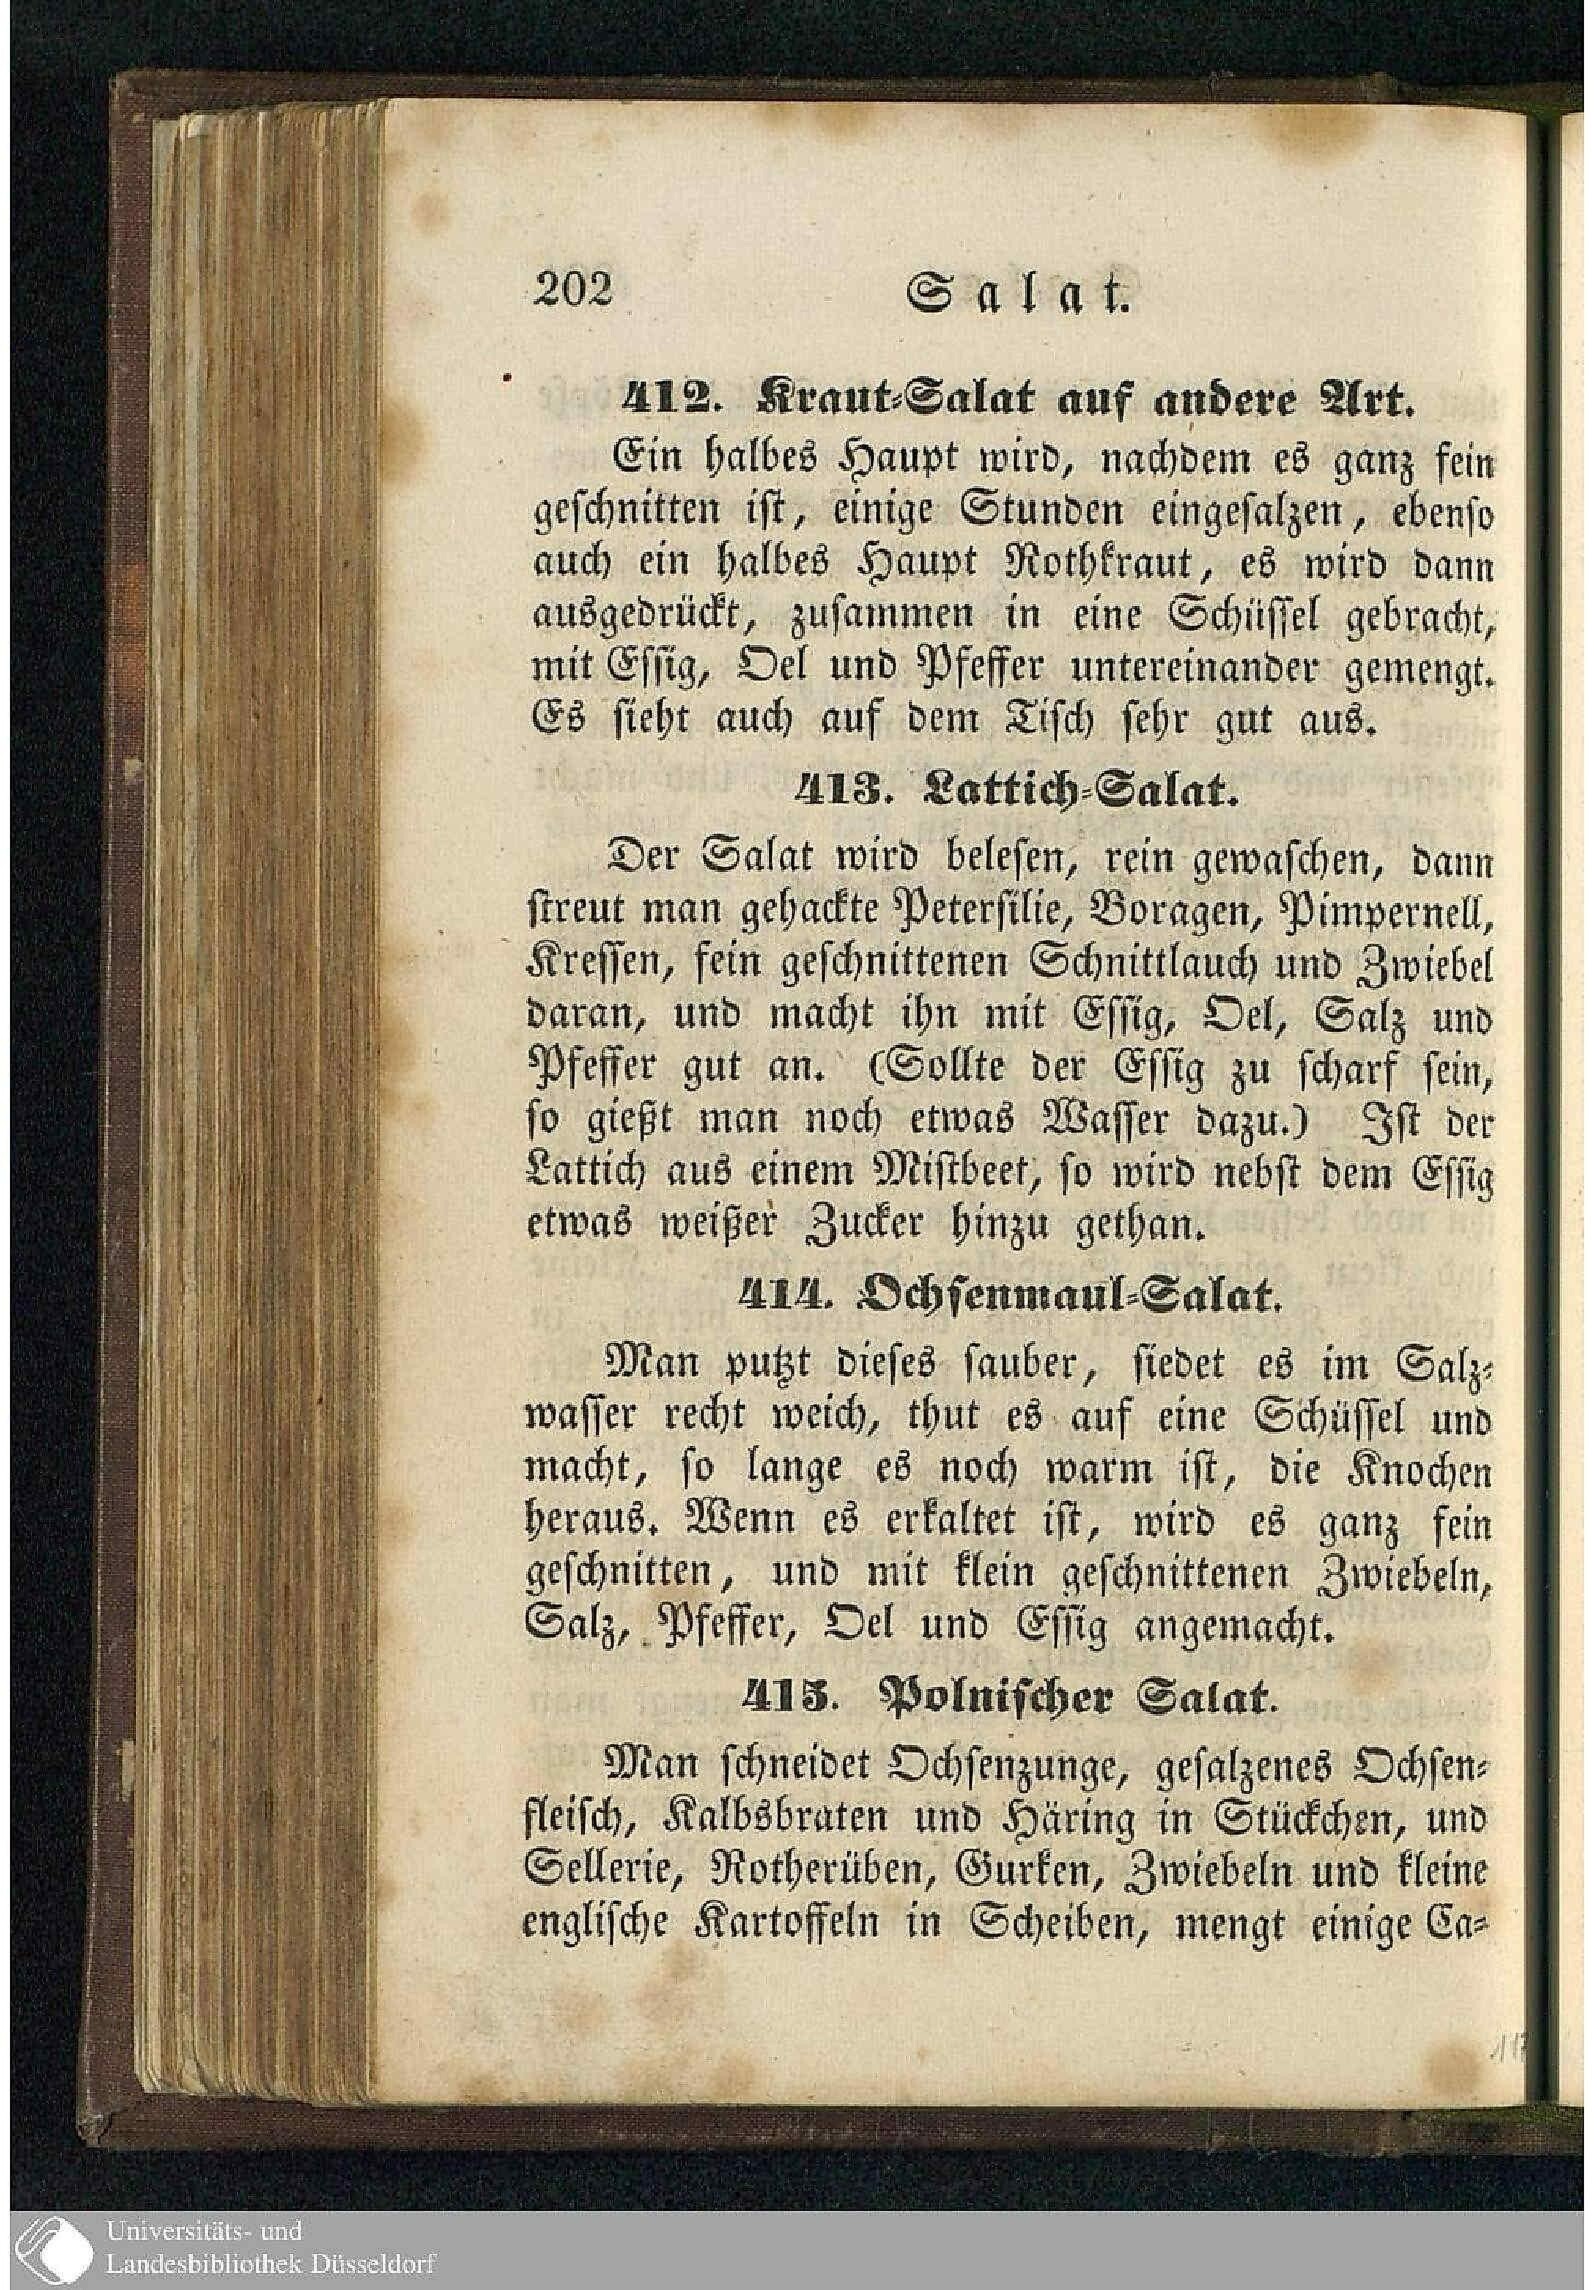 202 Salat.
412. Kraut-Salat auf andere Art.
Ein halbes Haupt wird, nachdem es ganz fein
geschnitten ist, einige Stunden eingesalzen, ebenso
auch ein halbes Haupt Rothkraut, es wird dann
ausgedrückt, zusammen in eine Schüssel gebracht,
mit Essig, Oel und Pfeffer untereinander gemengt.
Es sieht auch auf dem Tisch sehr gut aus.
413. Lattich-Salat.
Der Salat wird belesen, rein gewaschen, dann
streut man gehackte Petersilie, Boragen, Pimpernell,
Kressen, fein geschnittenen Schnittlauch und Zwiebel
daran, und macht ihn mit Essig, Oel, Salz und
Pfeffer gut an. (Sollte der Essig zu scharf sein,
so gießt man noch etwas Wasser dazu.) Ist der
Lattich aus einem Mistbeet, so wird nebst dem Essig
etwas weißer Zucker hinzu gethan.
414. Ochsenmaul-Salat.
Man putzt dieses sauber, siedet es im Salz-
wasser recht weich, thut es auf eine Schüssel und
macht, so lange es noch warm ist, die Knochen
heraus. Wenn es erkaltet ist, wird es ganz fein
geschnitten, und mit klein geschnittenen Zwiebeln,
Salz, Pfeffer, Oel und Essig angemacht.
415. Polnischer Salat.
Man schneidet Ochsenzunge, gesalzenes Ochsen-
fleisch, Kalbsbraten und Häring in Stückchen, und
Sellerie, Rotherüben, Gurken, Zwiebeln und kleine
englische Kartoffeln in Scheiben, mengt einige Ca-
Universitäts- und
Landesbibliothek Düsseldorf